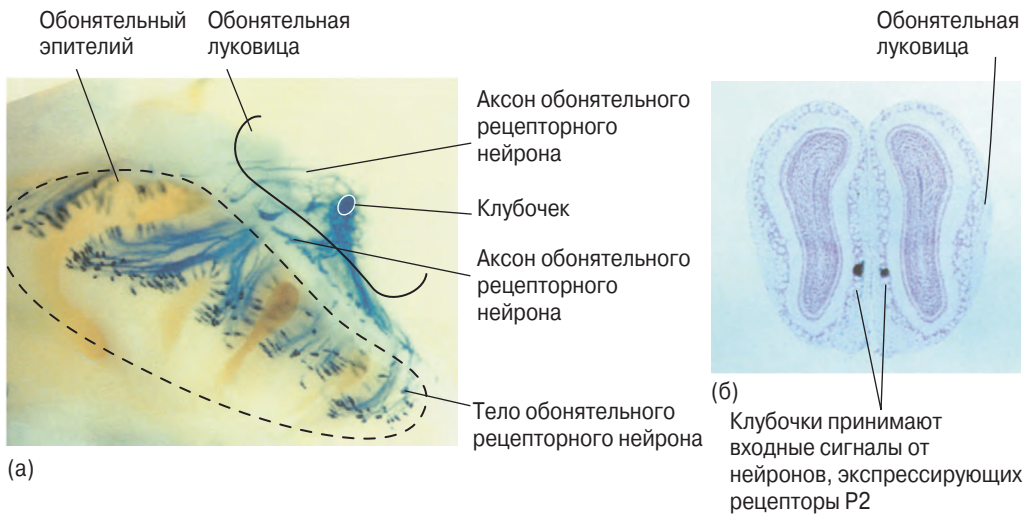 Обонятельный
эпителий
Обонятельная
луковица
Аксон обонятельного
рецепторного
нейрона
Клубочек
Аксон обонятельного
рецепторного
нейрона
Тело обонятельного
рецепторного нейрона
(а)
Обонятельная
луковица
(б)
Клубочки принимают
входные сигналы от
нейронов, экспрессирующих
рецепторы P2